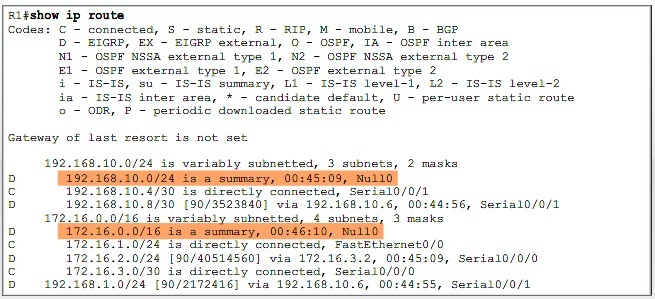 R1#show ip route
Codes: C - connected, S - static, R - RIP, M - mobile, B - BGP
D - EIGRP, EX - EIGRP external, O - OSPF, IA - OSPF inter area
N1 - OSPF NSSA external type 1, N2 - OSPF NSSA external type 2
E1 - OSPF external type 1, E2 - OSPF external type 2
i - IS-IS, su - IS-IS summary, L1 - IS-IS level-1, L2 - IS-IS level-2
ia - IS-IS inter area, * - candidate default, U - per-user static route
o - ODR, P - periodic downloaded static route
Gateway of last resort is not set
192.168.10.0/24 is variably subnetted, 3 subnets, 2 masks
D 192.168.10.0/24 is a summary, 00:45:09, Null0
C 192.168.10.4/30 is directly connected, Serial0/0/1
D 192.168.10.8/30 [90/3523840] via 192.168.10.6, 00:44:56, Serial0/0/1
172.16.0.0/16 is variably subnetted, 4 subnets, 3 masks
D 172.16.0.0/16 is a summary, 00:46:10, Null0
C 172.16.1.0/24 is directly connected, FastEthernet0/0
D 172.16.2.0/24 [90/40514560] via 172.16.3.2, 00:45:09, Serial0/0/0
C 172.16.3.0/30 is directly connected, Serial0/0/0
D 192.168.1.0/24 [90/2172416] via 192.168.10.6, 00:44:55, Serial0/0/1